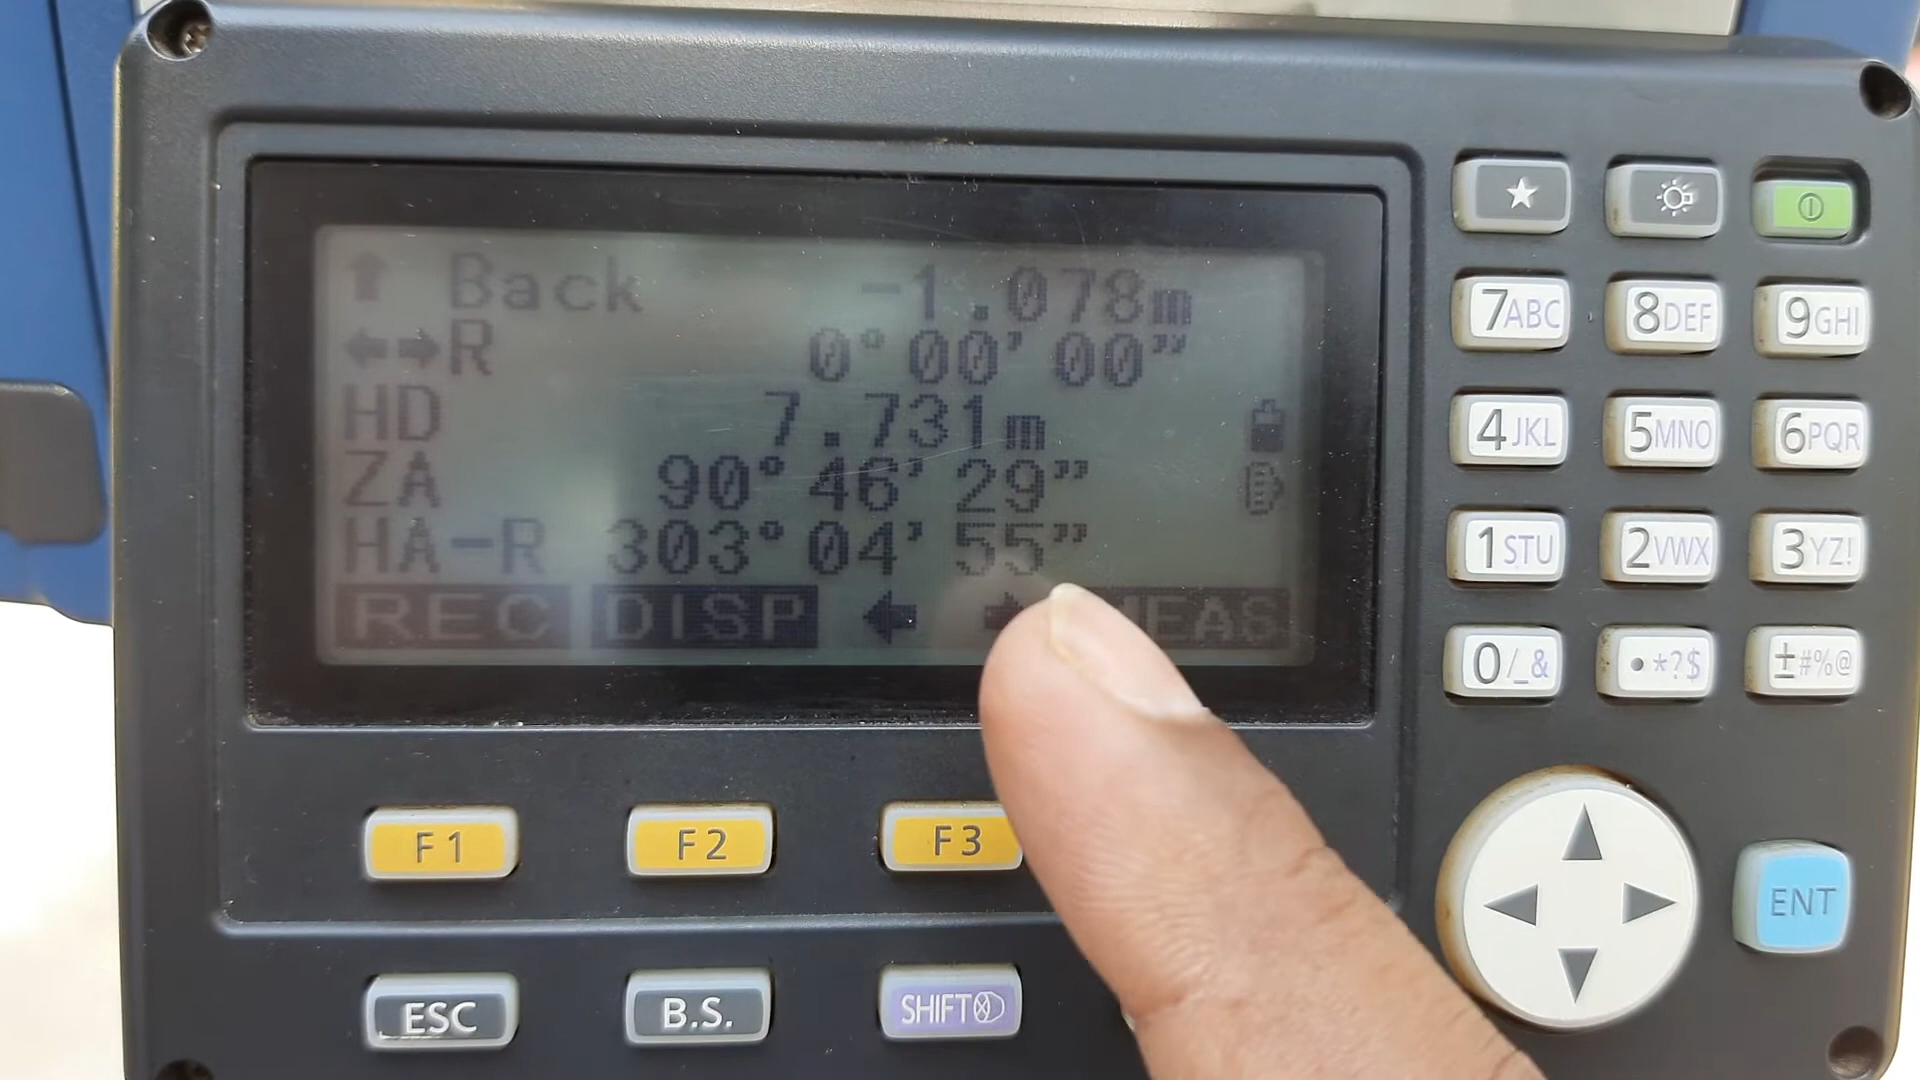 ↑ Back -1.078m
←→R 0°00'00"
HD 7.731m
ZA 90°46'29"
HA-R 303°04'55"
REC DISP ← →
★
7ABC 8DEF 9GHI
4JKL 5MNO 6PQR
1STU 2VWX 3YZ!
0/_& •*?$ ±#%@
F1 F2 F3
ENT
ESC B.S. SHIFT